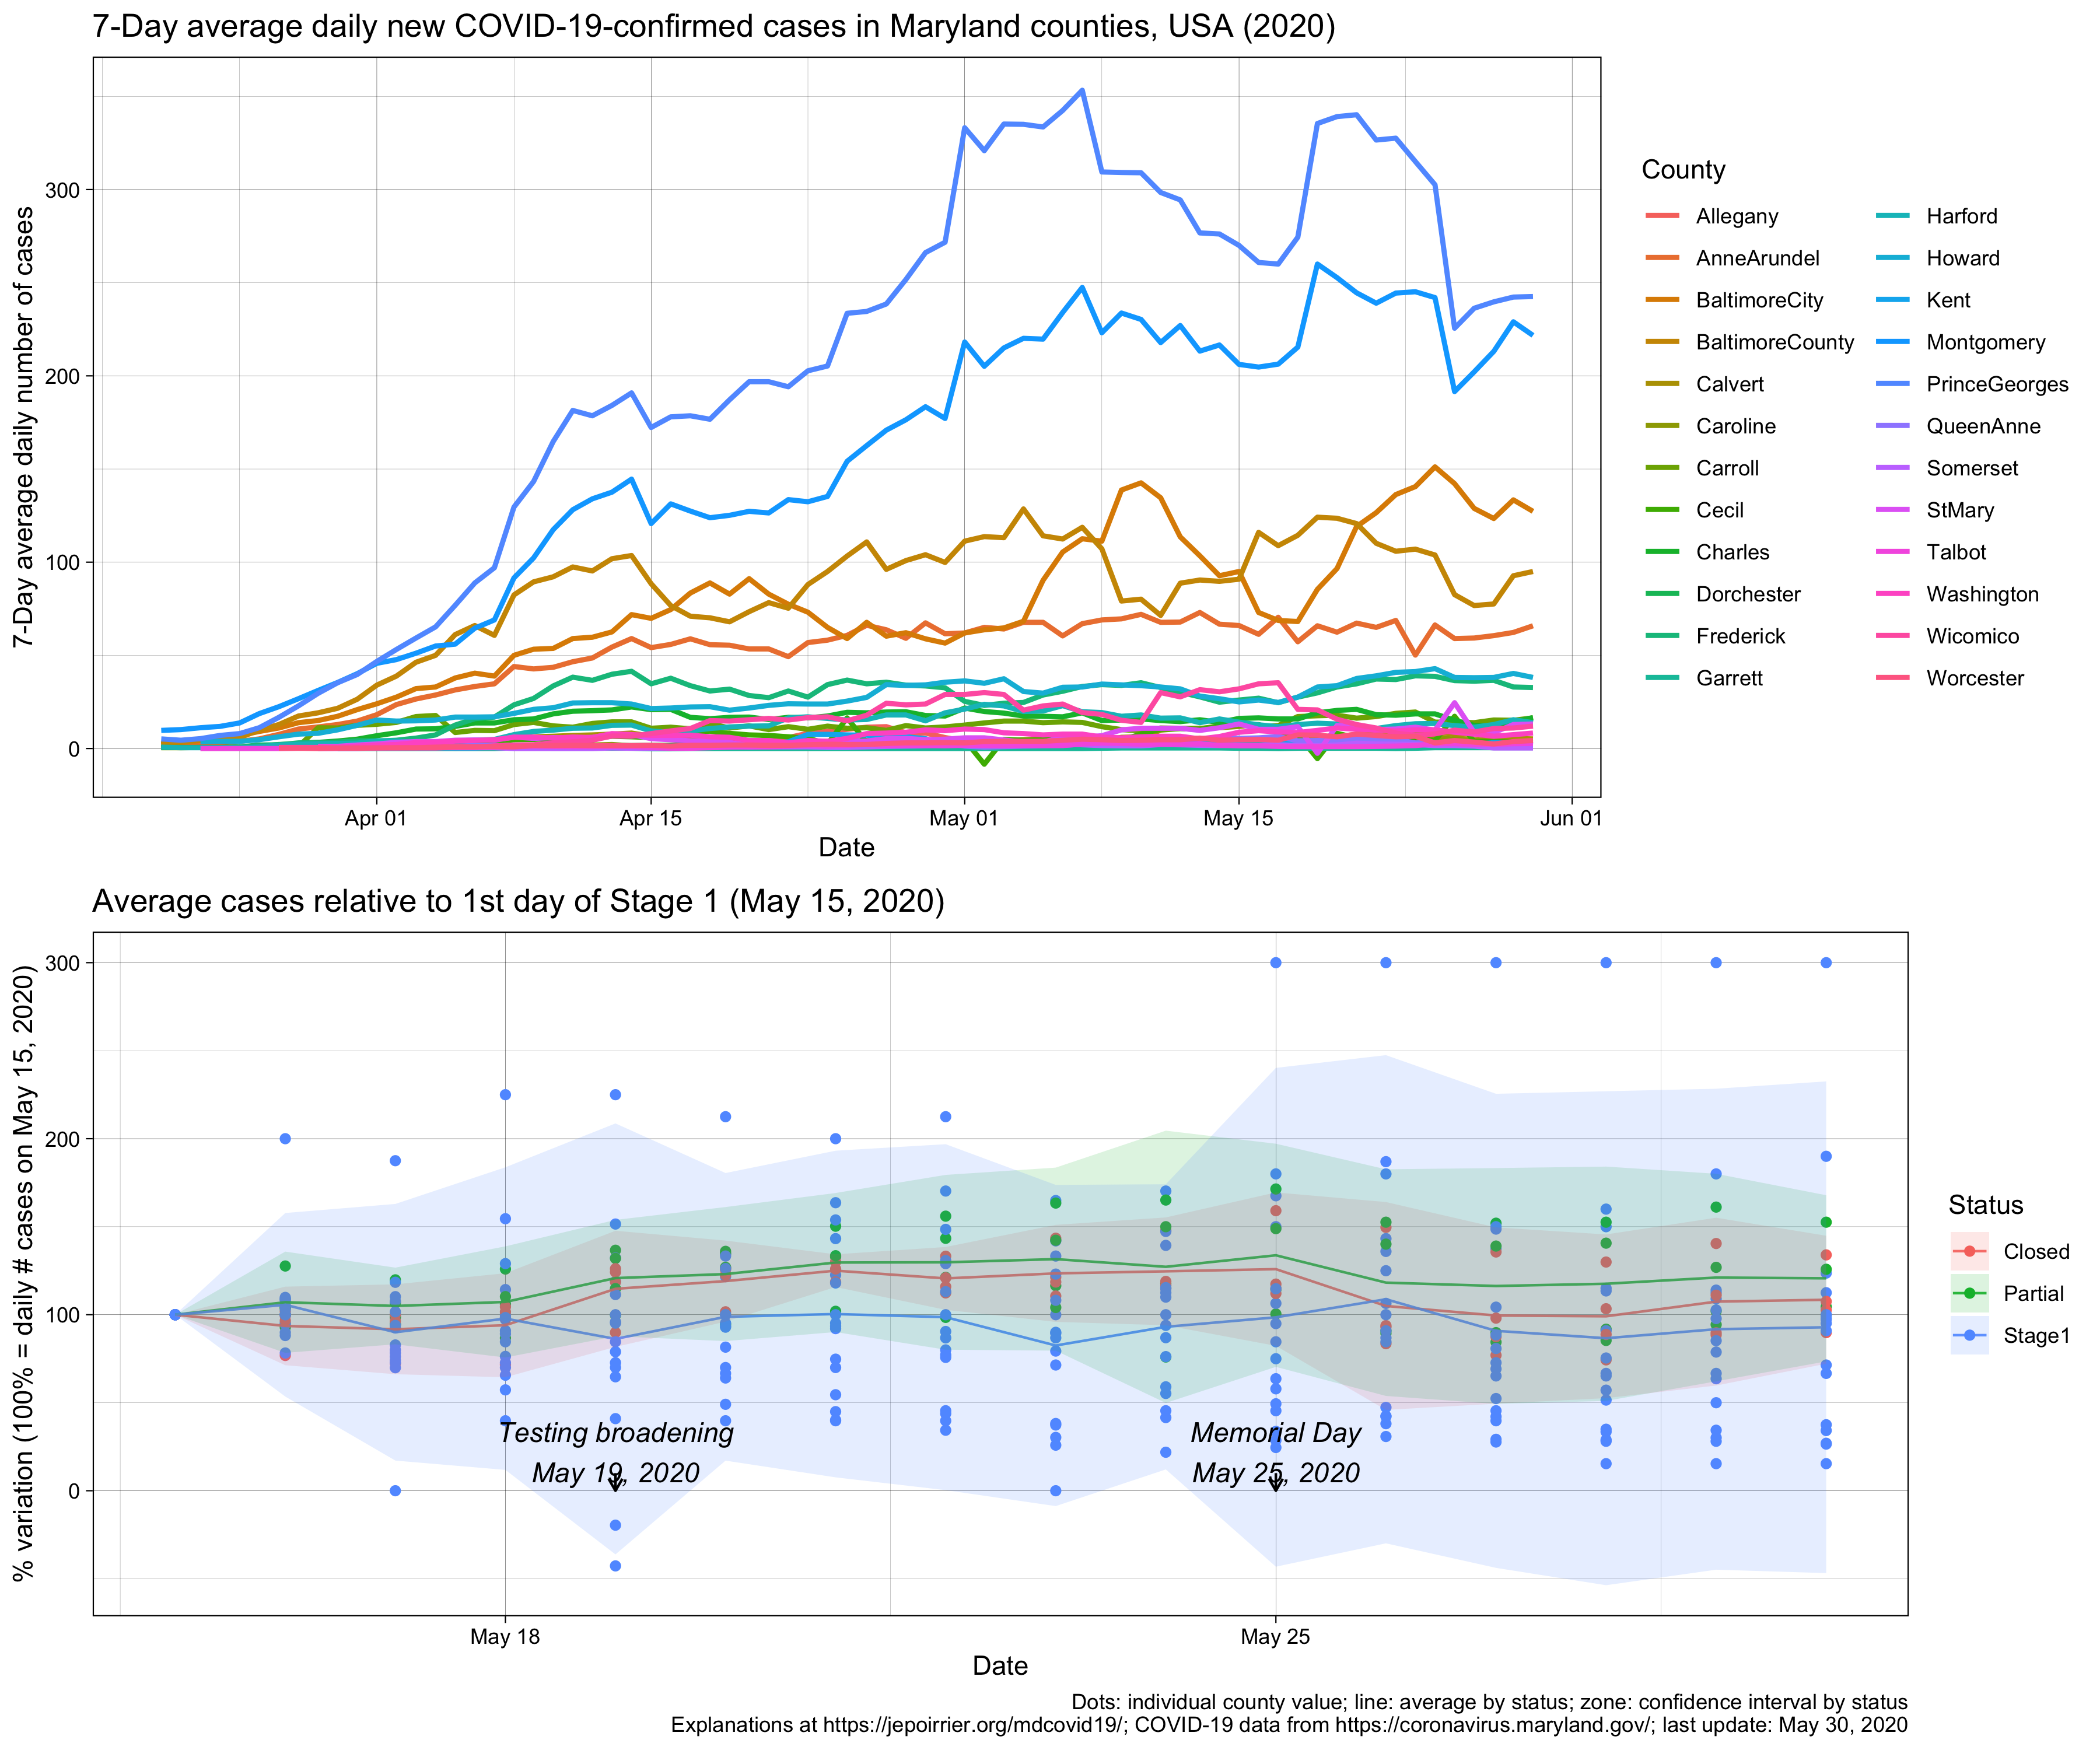 7-Day average daily new COVID-19-confirmed cases in Maryland counties, USA (2020)
7-Day average daily number of cases
300
200
100
0
Apr 01
Apr 15
May 01
May 15
Jun 01
Date
County
Allegany
AnneArundel
BaltimoreCity
BaltimoreCounty
Calvert
Caroline
Carroll
Cecil
Charles
Dorchester
Frederick
Garrett
Harford
Howard
Kent
Montgomery
PrinceGeorges
QueenAnne
Somerset
StMary
Talbot
Washington
Wicomico
Worcester
Average cases relative to 1st day of Stage 1 (May 15, 2020)
% variation (100% = daily # cases on May 15, 2020)
300
200
100
0
Testing broadening
May 19, 2020
Memorial Day
May 25, 2020
May 18
May 25
Date
Status
Closed
Partial
Stage1
Dots: individual county value; line: average by status; zone: confidence interval by status
Explanations at https://jepoirrier.org/mdcovid19/; COVID-19 data from https://coronavirus.maryland.gov/; last update: May 30, 2020